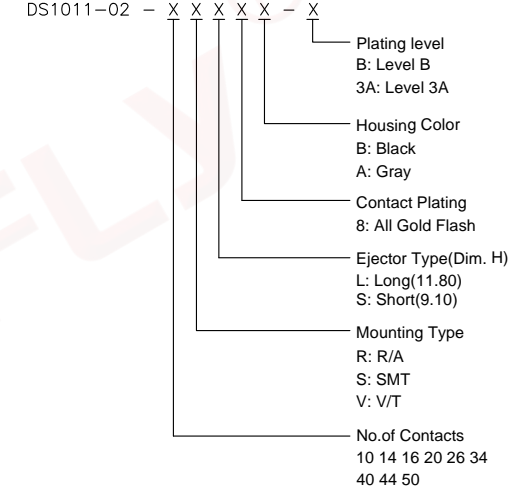 DS1011-02 - X X X X X - X
Plating level
B: Level B
3A: Level 3A
Housing Color
B: Black
A: Gray
Contact Plating
8: All Gold Flash
Ejector Type(Dim. H)
L: Long(11.80)
S: Short(9.10)
Mounting Type
R: R/A
S: SMT
V: V/T
No.of Contacts
10 14 16 20 26 34
40 44 50